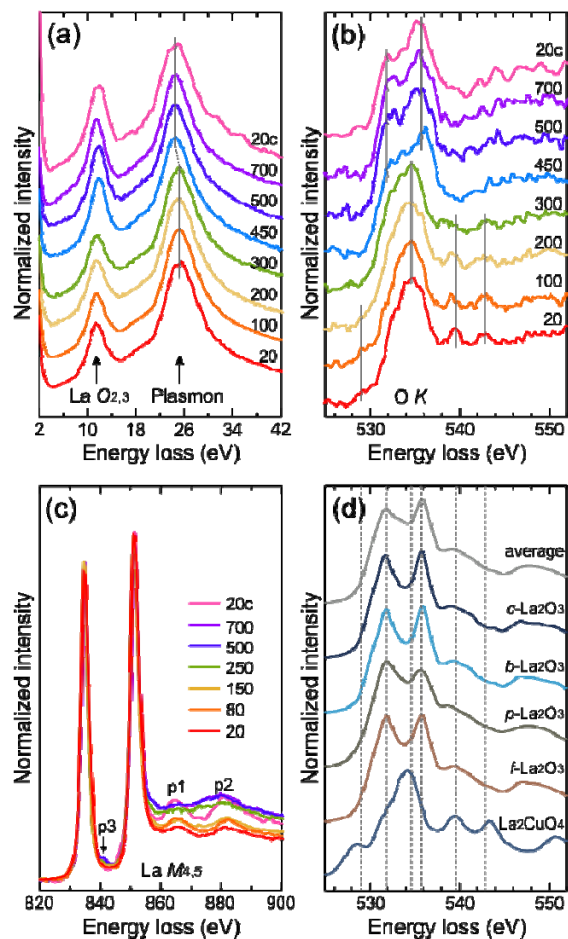 (a)
20c
700
500
450
300
200
100
20
La O2,3
Plasmon
2 10 18 26 34 42
Energy loss (eV)
Normalized intensity
(b)
20c
700
500
450
300
200
100
20
O K
530 540 550
Energy loss (eV)
Normalized intensity
(c)
20c
700
500
250
150
80
20
p1
p2
p3
La M4,5
820 840 860 880 900
Energy loss (eV)
Normalized intensity
(d)
average
c-La2O3
b-La2O3
p-La2O3
i-La2O3
La2CuO4
530 540 550
Energy loss (eV)
Normalized intensity